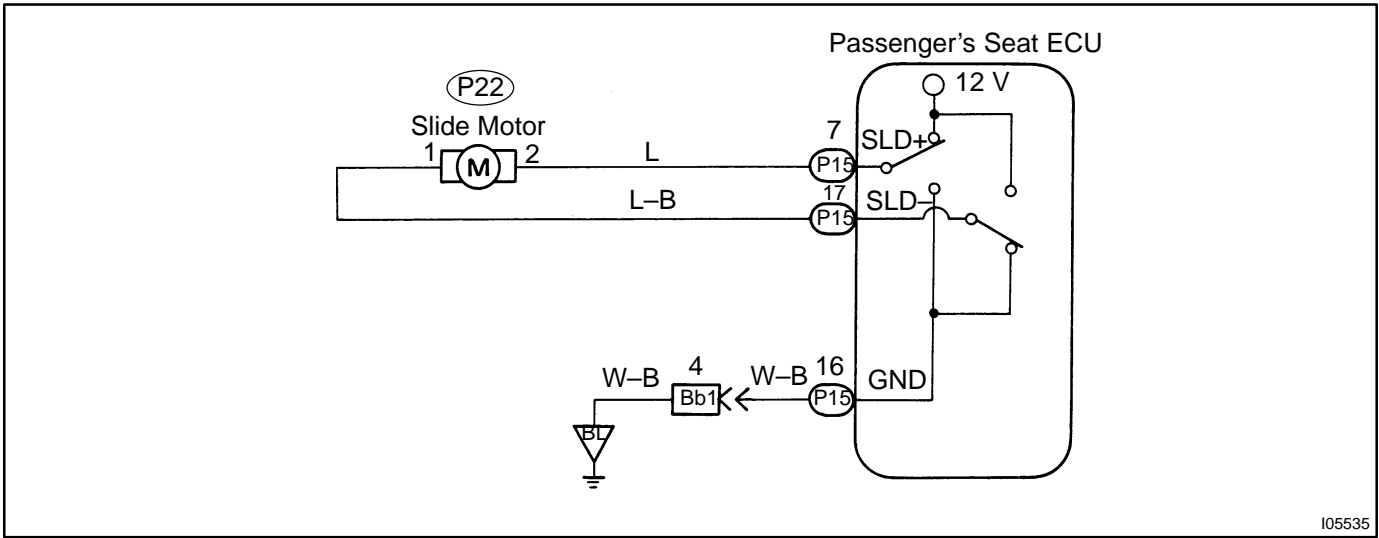 Passenger's Seat ECU
12 V
P22
Slide Motor
1
M
2
L
7
P15
SLD+
L–B
17
P15
SLD–
W–B
4
Bb1
W–B
16
P15
GND
BL
I05535